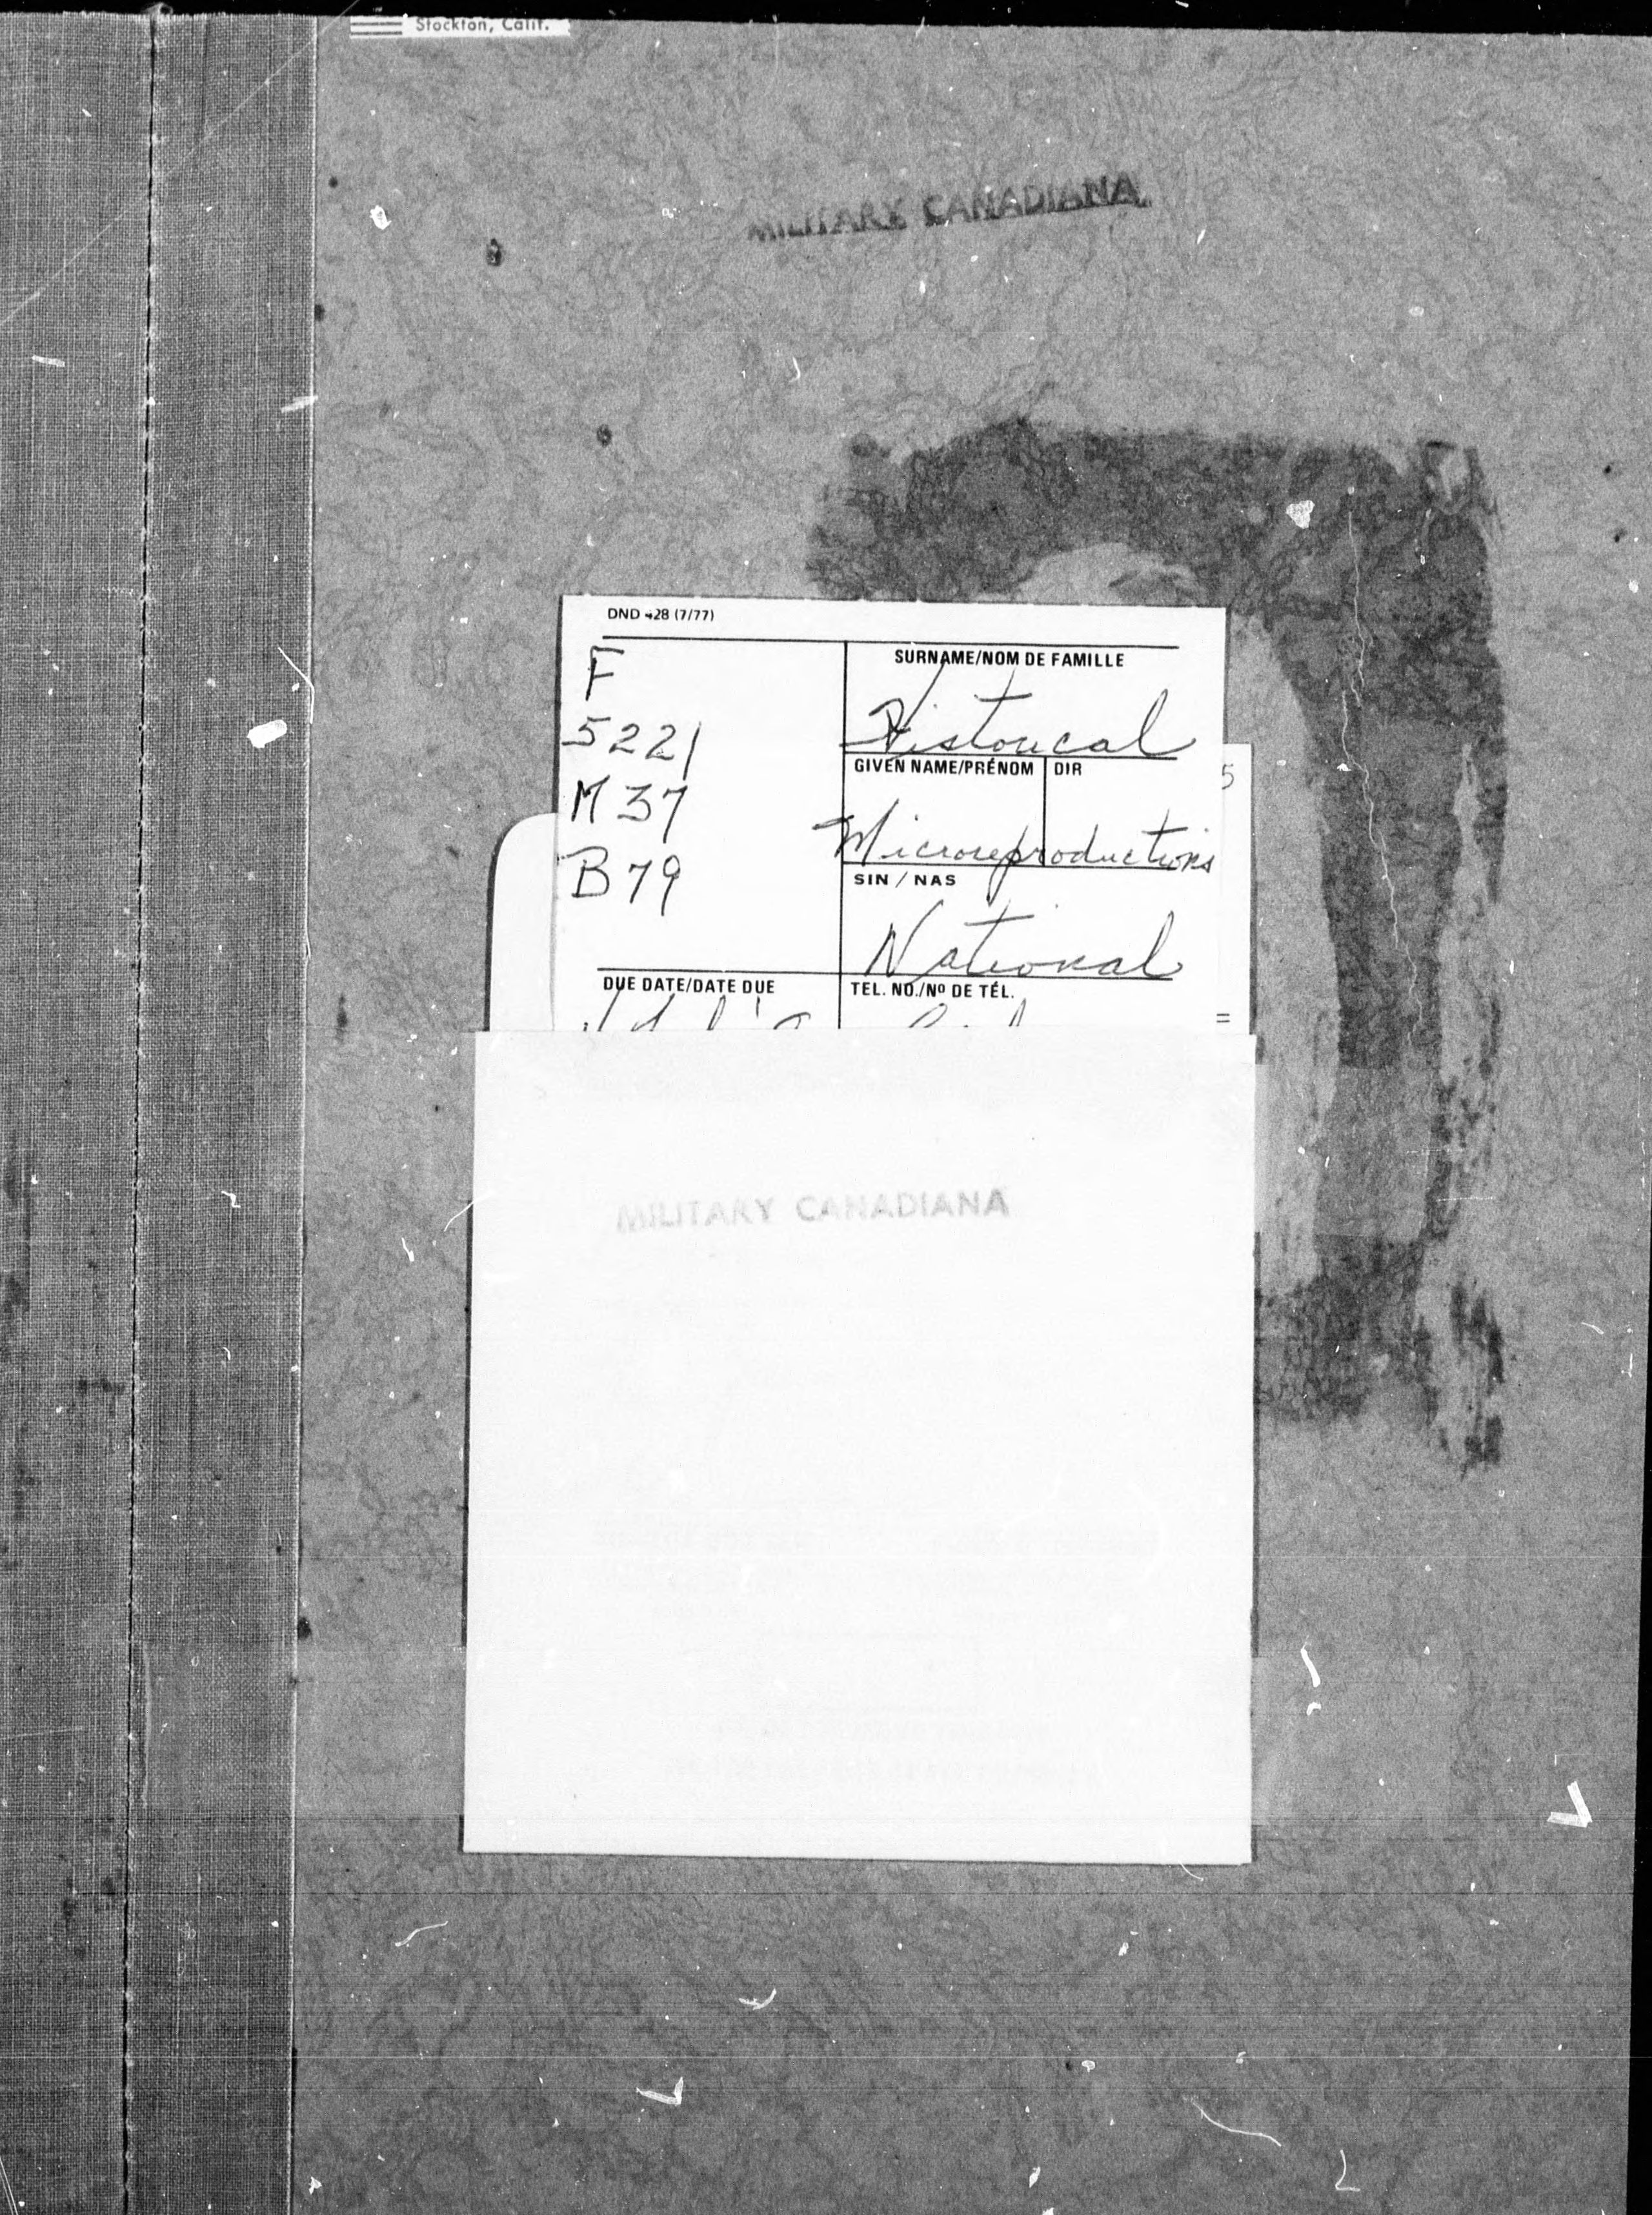 Stockton, Calif.
MILITARY CANADIANA
DND 428 (7/77)
F
5221
M37
B79
SURNAME/NOM DE FAMILLE
Historical
GIVEN NAME/PRÉNOM
DIR
5
Microreproductions
SIN / NAS
National
DUE DATE/DATE DUE
TEL. NO./Nº DE TÉL.
=
MILITARY CANADIANA